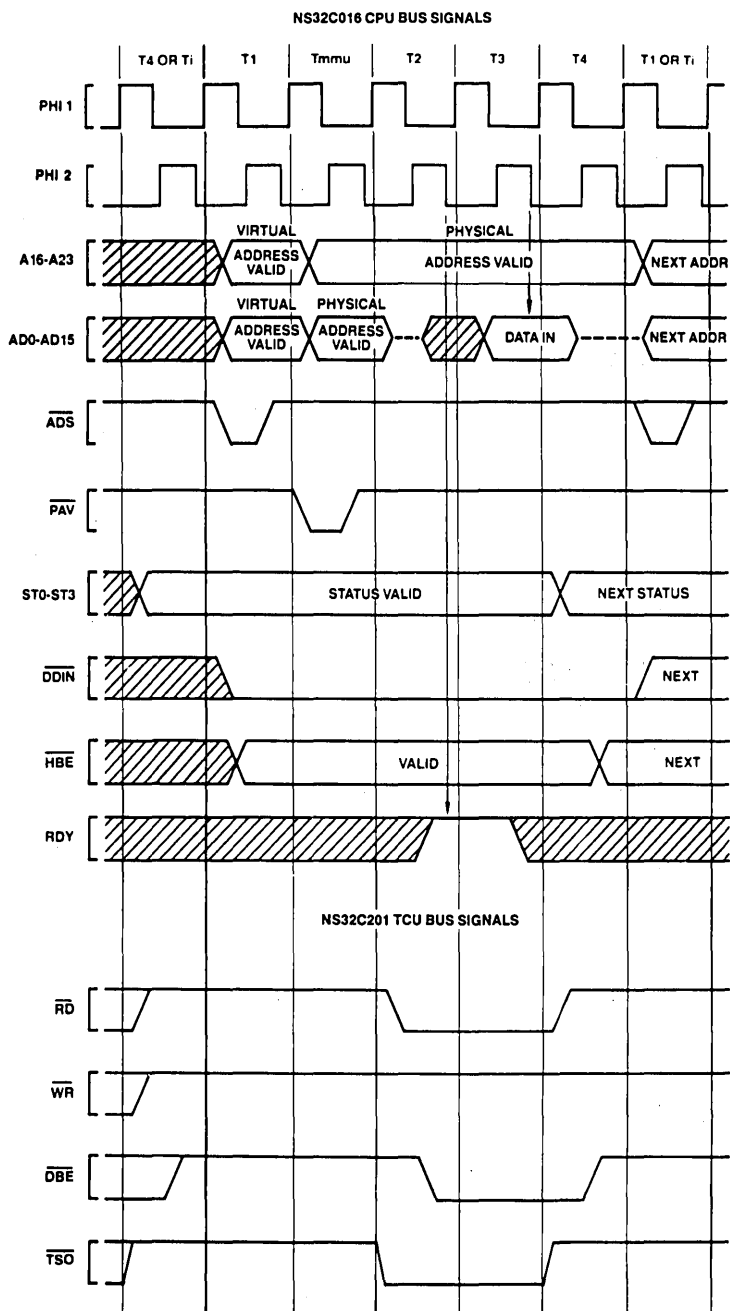 NS32C016 CPU BUS SIGNALS
T4 OR Ti T1 Tmmu T2 T3 T4 T1 OR Ti
PHI 1
PHI 2
VIRTUAL PHYSICAL
A16-A23 ADDRESS VALID ADDRESS VALID NEXT ADDR
VIRTUAL PHYSICAL
AD0-AD15 ADDRESS VALID ADDRESS VALID DATA IN NEXT ADDR
ADS
PAV
ST0-ST3 STATUS VALID NEXT STATUS
DDIN NEXT
HBE VALID NEXT
RDY
NS32C201 TCU BUS SIGNALS
RD
WR
DBE
TSO